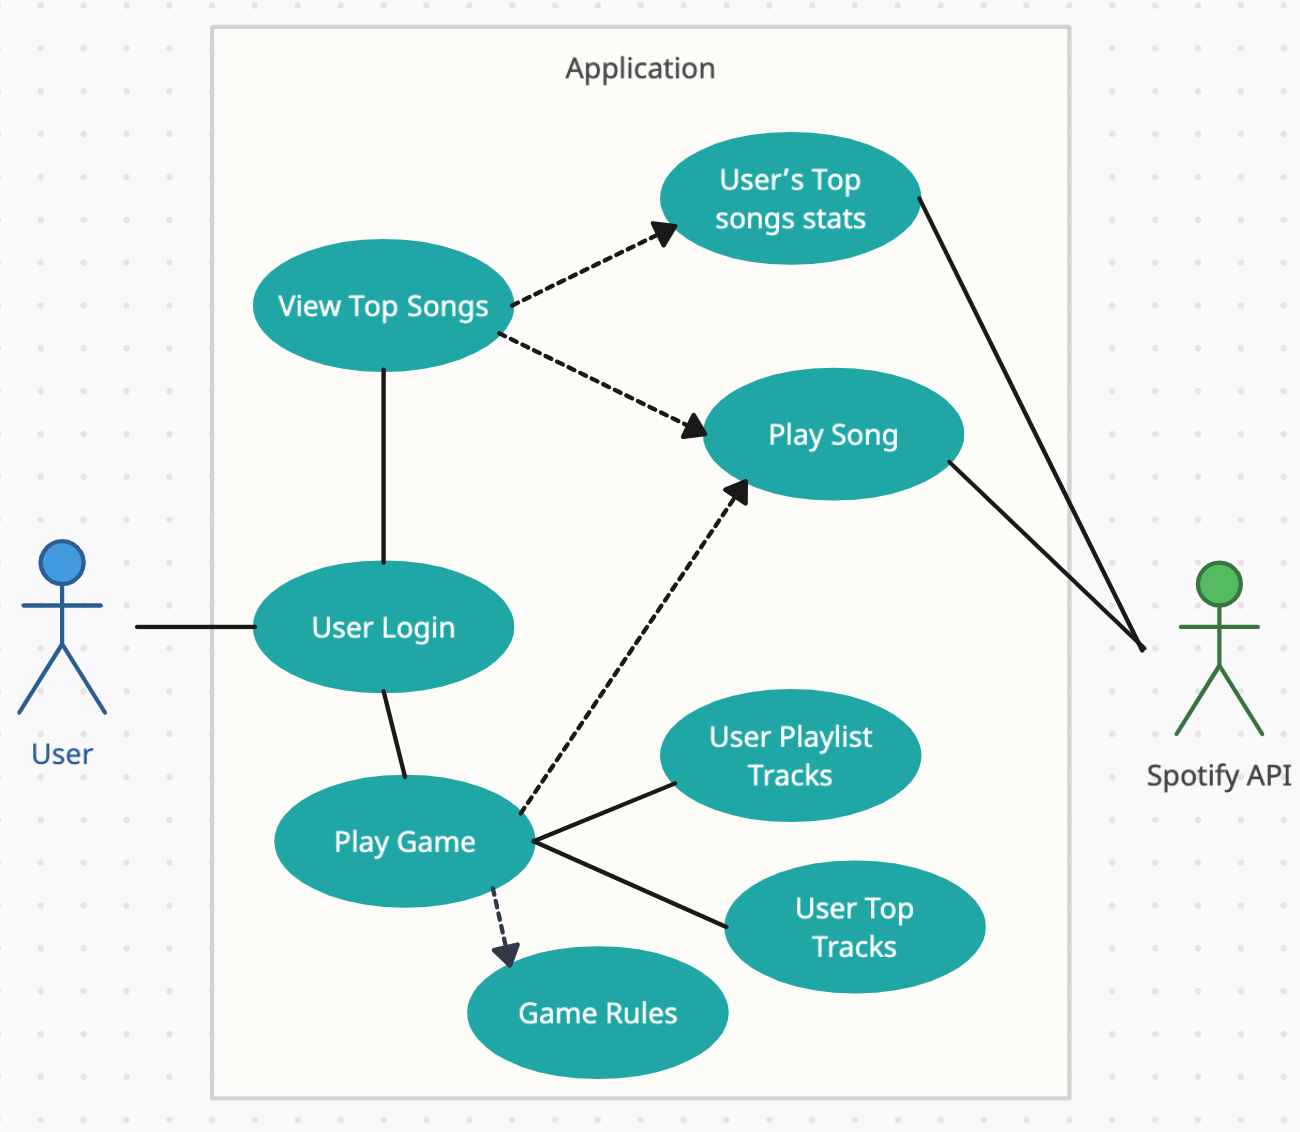 Application
User’s Top
songs stats
View Top Songs
Play Song
User Login
User
User Playlist
Tracks
Spotify API
Play Game
User Top
Tracks
Game Rules